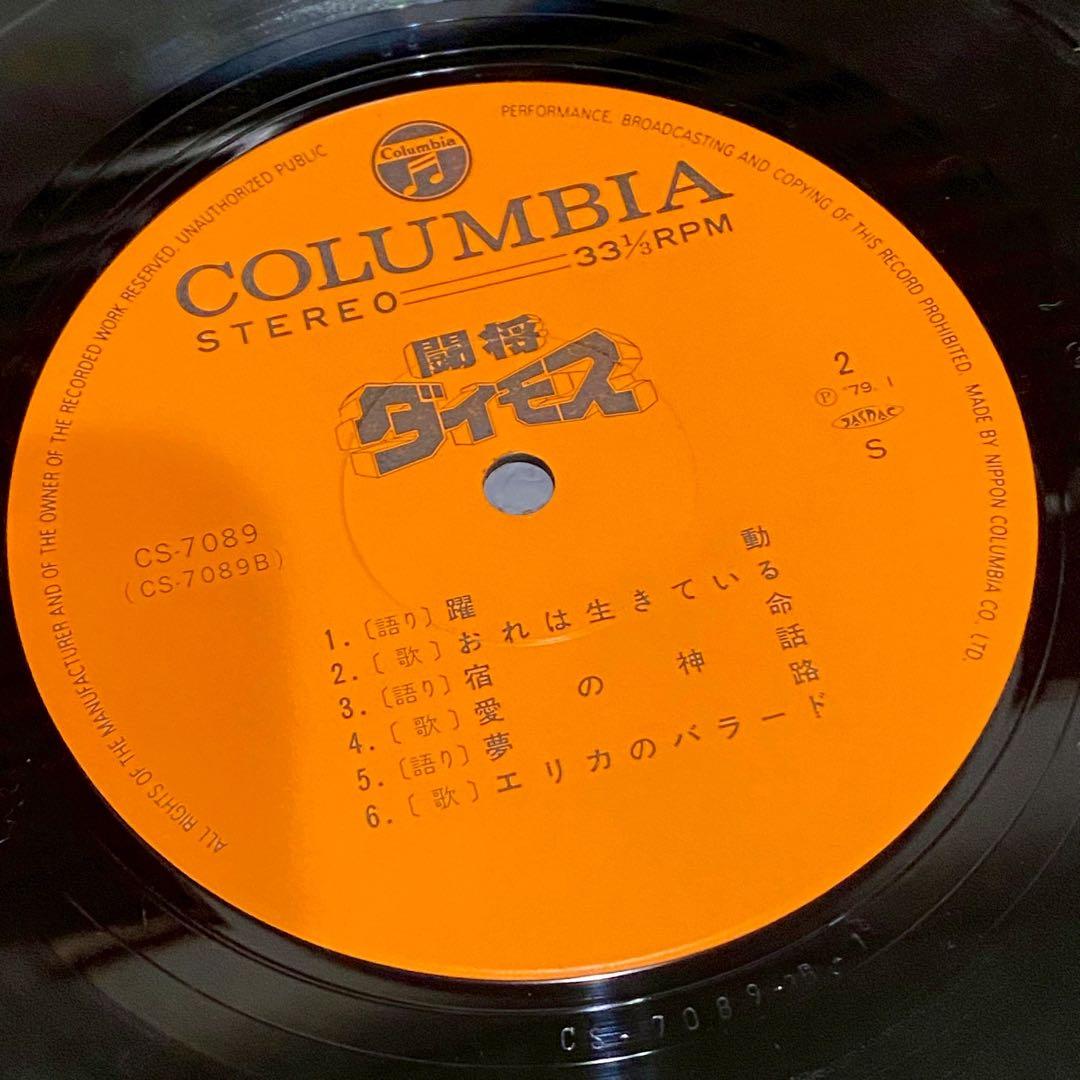 ALL RIGHTS OF THE MANUFACTURER AND OF THE OWNER OF THE RECORDED WORK RESERVED. UNAUTHORIZED PUBLIC PERFORMANCE, BROADCASTING AND COPYING OF THIS RECORD PROHIBITED. MADE BY NIPPON COLUMBIA CO., LTD.
Columbia
COLUMBIA
STEREO 33⅓RPM
闘将
ダイモス
2
Ⓟ '79. 1
JASRAC
S
CS-7089
(CS-7089B)
1.〔語り〕躍動
2.〔歌〕おれは生きている
3.〔語り〕宿命
4.〔歌〕愛の神話
5.〔語り〕夢路
6.〔歌〕エリカのバラード
CS-7089-